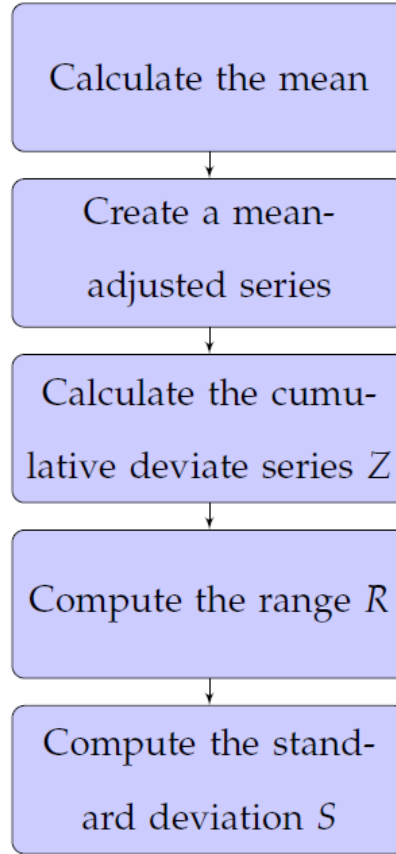 Calculate the mean
Create a mean-
adjusted series
Calculate the cumu-
lative deviate series Z
Compute the range R
Compute the stand-
ard deviation S